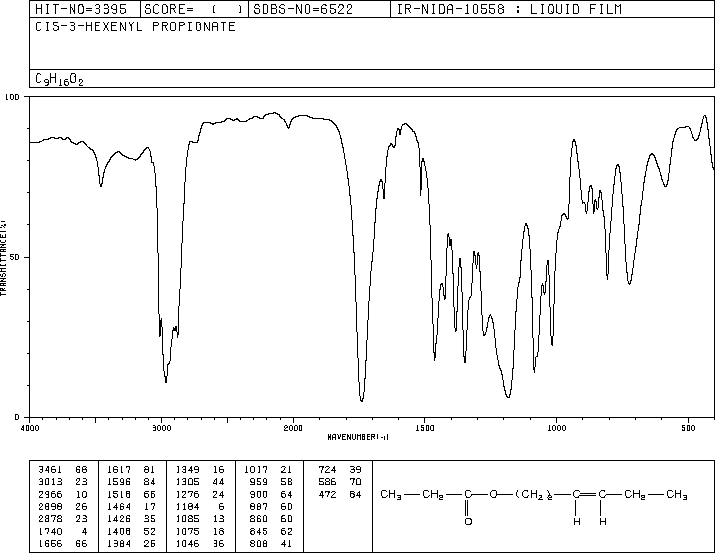 HIT-NO=3395 SCORE= ( ) SDBS-NO=6522 IR-NIDA-10558 : LIQUID FILM
CIS-3-HEXENYL PROPIONATE
C9H16O2
100
50
0
TRANSMITTANCE(%)
4000 3000 2000 1500 1000 500
WAVENUMBER(-1)
3461 68 1617 81 1349 16 1017 21 724 39
3013 23 1596 84 1305 44 959 58 586 70
2966 10 1518 66 1276 24 900 64 472 84
2898 26 1464 17 1184 6 887 60
2878 23 1426 35 1085 13 860 60
1740 4 1408 52 1075 18 845 62
1656 66 1384 26 1046 36 808 41
CH3 CH2 C O (CH2)2 C C CH2 CH3
O H H